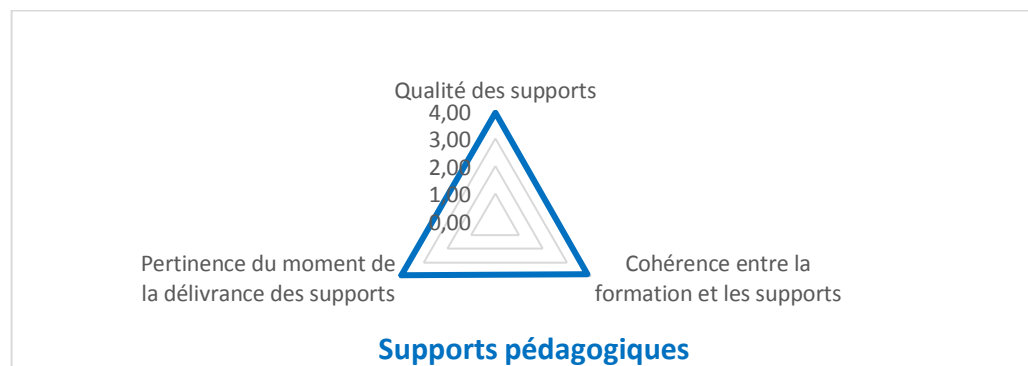 Qualité des supports
4,00
3,00
2,00
1,00
0,00
Pertinence du moment de
la délivrance des supports
Cohérence entre la
formation et les supports
Supports pédagogiques